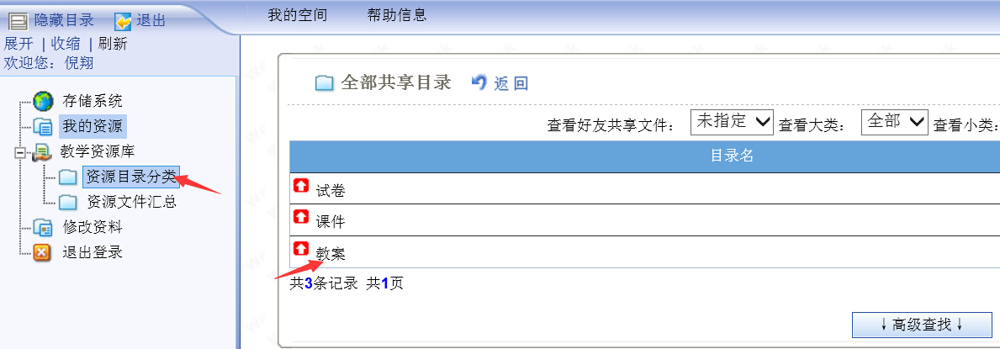 隐藏目录 退出
展开 | 收缩 | 刷新
欢迎您：倪翔
存储系统
我的资源
教学资源库
资源目录分类
资源文件汇总
修改资料
退出登录
我的空间 帮助信息
全部共享目录 返回
查看好友共享文件： 未指定 查看大类： 全部 查看小类：
目录名
试卷
课件
教案
共3条记录 共1页
↓高级查找↓